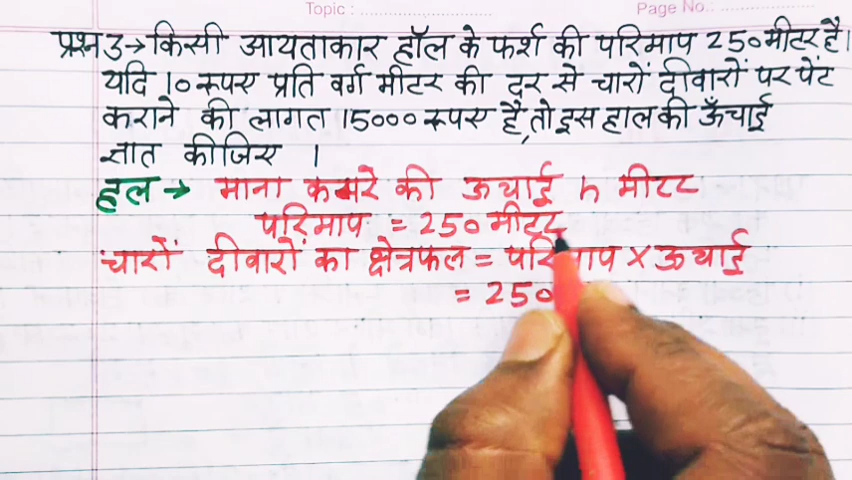 Topic : Page No.:
प्रश्न 3→ किसी आयताकार हॉल के फर्श की परिमाप 250 मीटर है।
यदि 10 रूपए प्रति वर्ग मीटर की दर से चारों दीवारों पर पेंट
कराने की लागत 15000 रूपए है, तो इस हाल की ऊँचाई
ज्ञात कीजिए ।
हल → माना कमरे की ऊचाई h मीटर
परिमाप = 250 मीटर
चारों दीवारों का क्षेत्रफल = परिमाप × ऊचाई
= 250